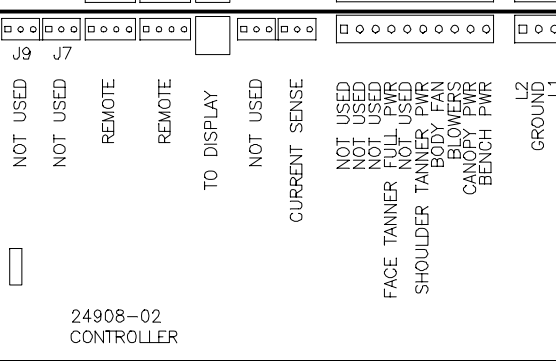 J9 J7
NOT USED
NOT USED
REMOTE
REMOTE
TO DISPLAY
NOT USED
CURRENT SENSE
NOT USED
NOT USED
NOT USED
FACE TANNER FULL PWR
NOT USED
SHOULDER TANNER PWR
BODY FAN
BLOWERS
CANOPY PWR
BENCH PWR
L2
GROUND
L1
24908-02
CONTROLLER